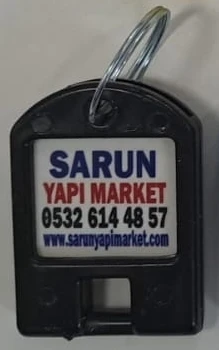 SARUN
YAPI MARKET
0532 614 48 57
www.sarunyapimarket.com